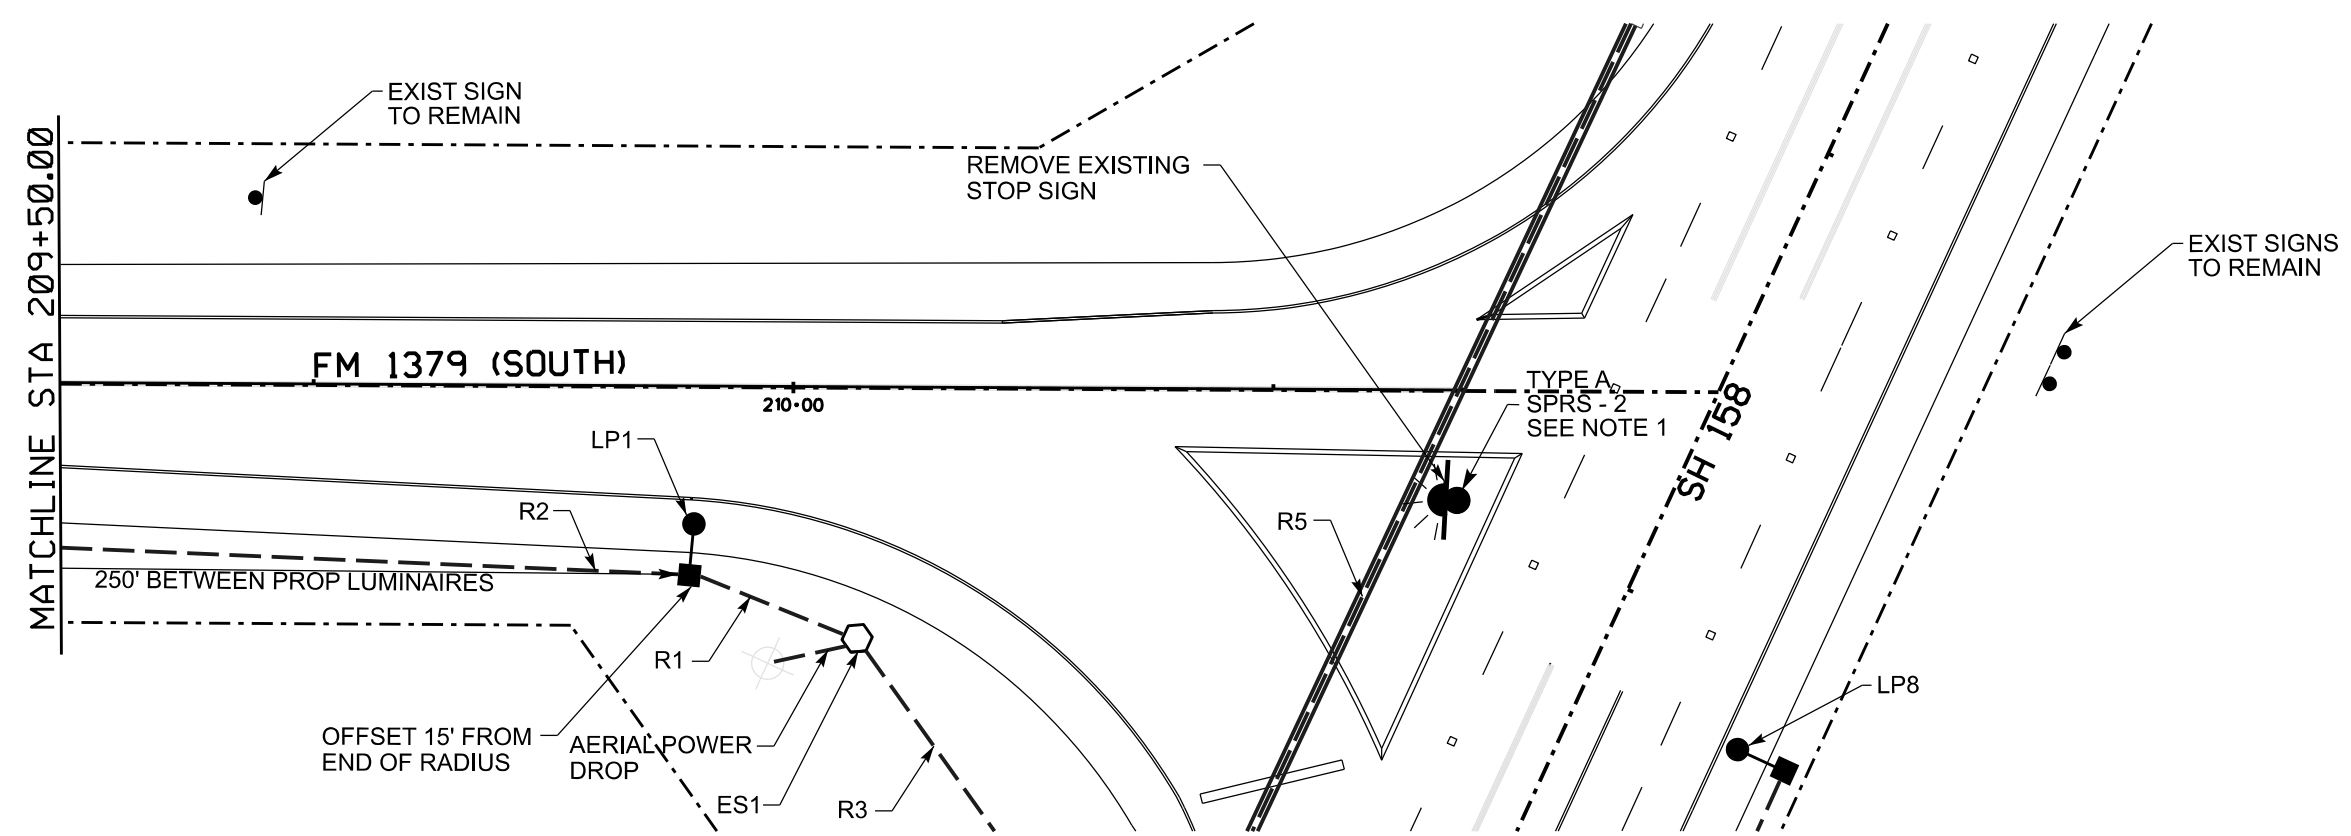 EXIST SIGN
TO REMAIN
REMOVE EXISTING
STOP SIGN
EXIST SIGNS
TO REMAIN
MATCHLINE STA 209+50.00
FM 1379 (SOUTH)
210+00
TYPE A
SPRS - 2
SEE NOTE 1
SH 158
LP1
R2
R5
250' BETWEEN PROP LUMINAIRES
R1
LP8
OFFSET 15' FROM
END OF RADIUS
AERIAL POWER
DROP
ES1
R3